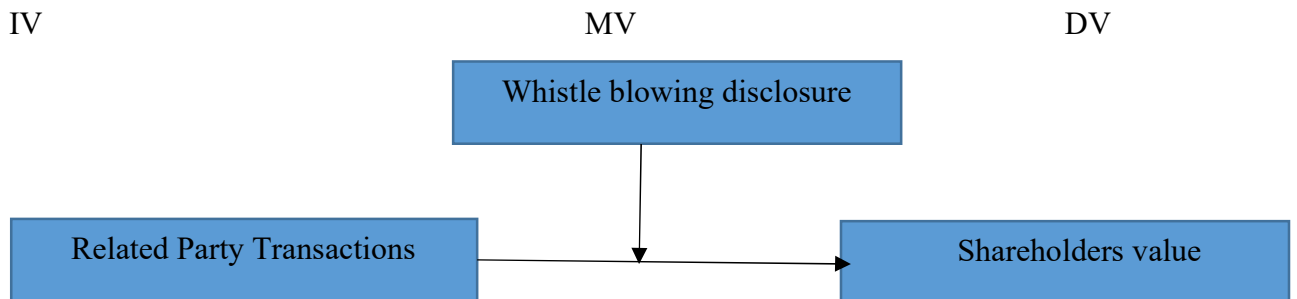 IV MV DV
Whistle blowing disclosure
Related Party Transactions
Shareholders value